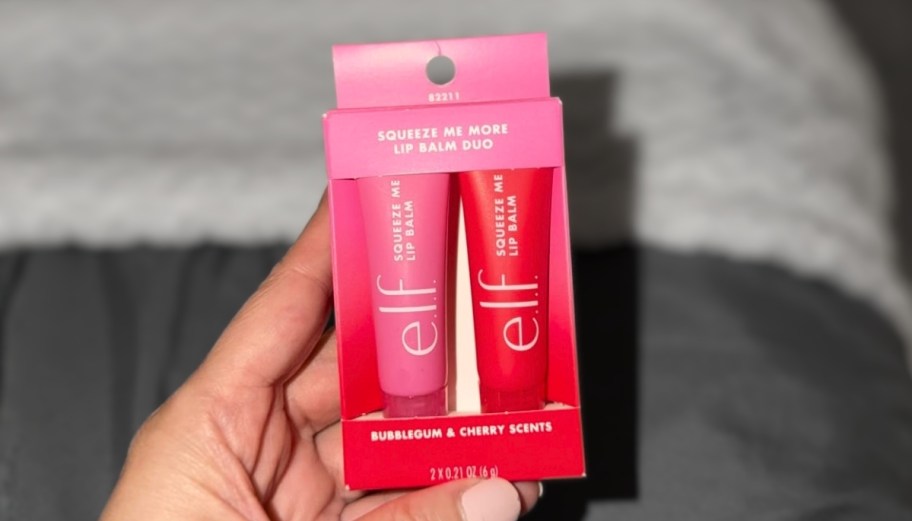 83311
SQUEEZE ME MORE
LIP BALM DUO
SQUEEZE ME
LIP BALM
e.l.f.
SQUEEZE ME
LIP BALM
e.l.f.
BUBBLEGUM & CHERRY SCENTS
2 X 0.21 OZ (6 g)